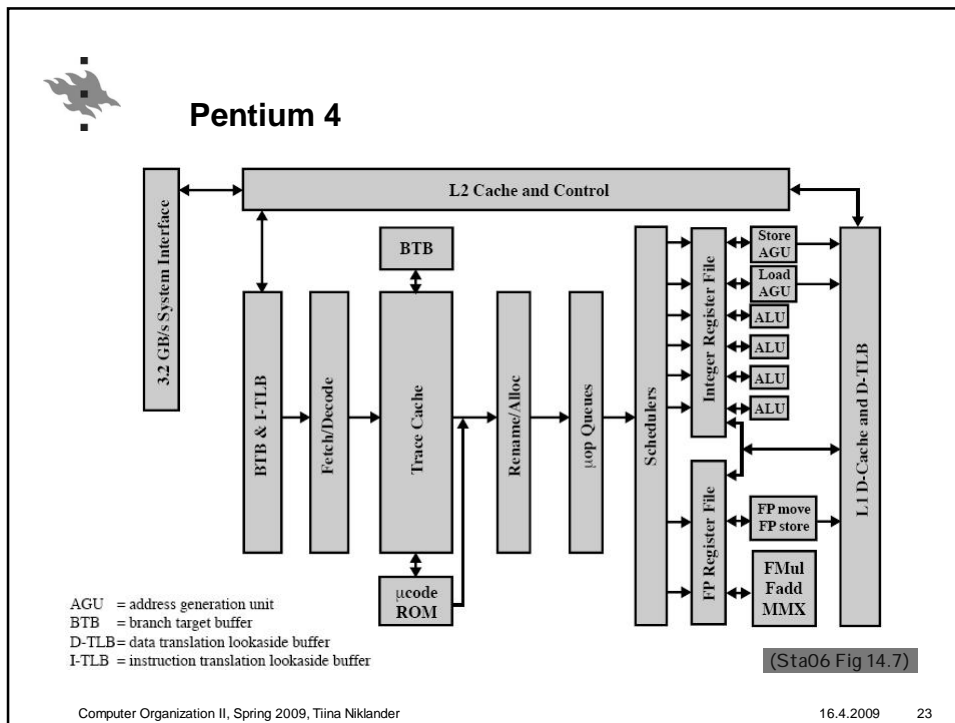 Pentium 4
3.2 GB/s System Interface
L2 Cache and Control
BTB & I-TLB
Fetch/Decode
BTB
Trace Cache
µcode
ROM
Rename/Alloc
µop Queues
Schedulers
Integer Register File
FP Register File
Store
AGU
Load
AGU
ALU
ALU
ALU
ALU
FP move
FP store
FMul
Fadd
MMX
L1 D-Cache and D-TLB
AGU = address generation unit
BTB = branch target buffer
D-TLB = data translation lookaside buffer
I-TLB = instruction translation lookaside buffer
(Sta06 Fig 14.7)
Computer Organization II, Spring 2009, Tiina Niklander
16.4.2009 23